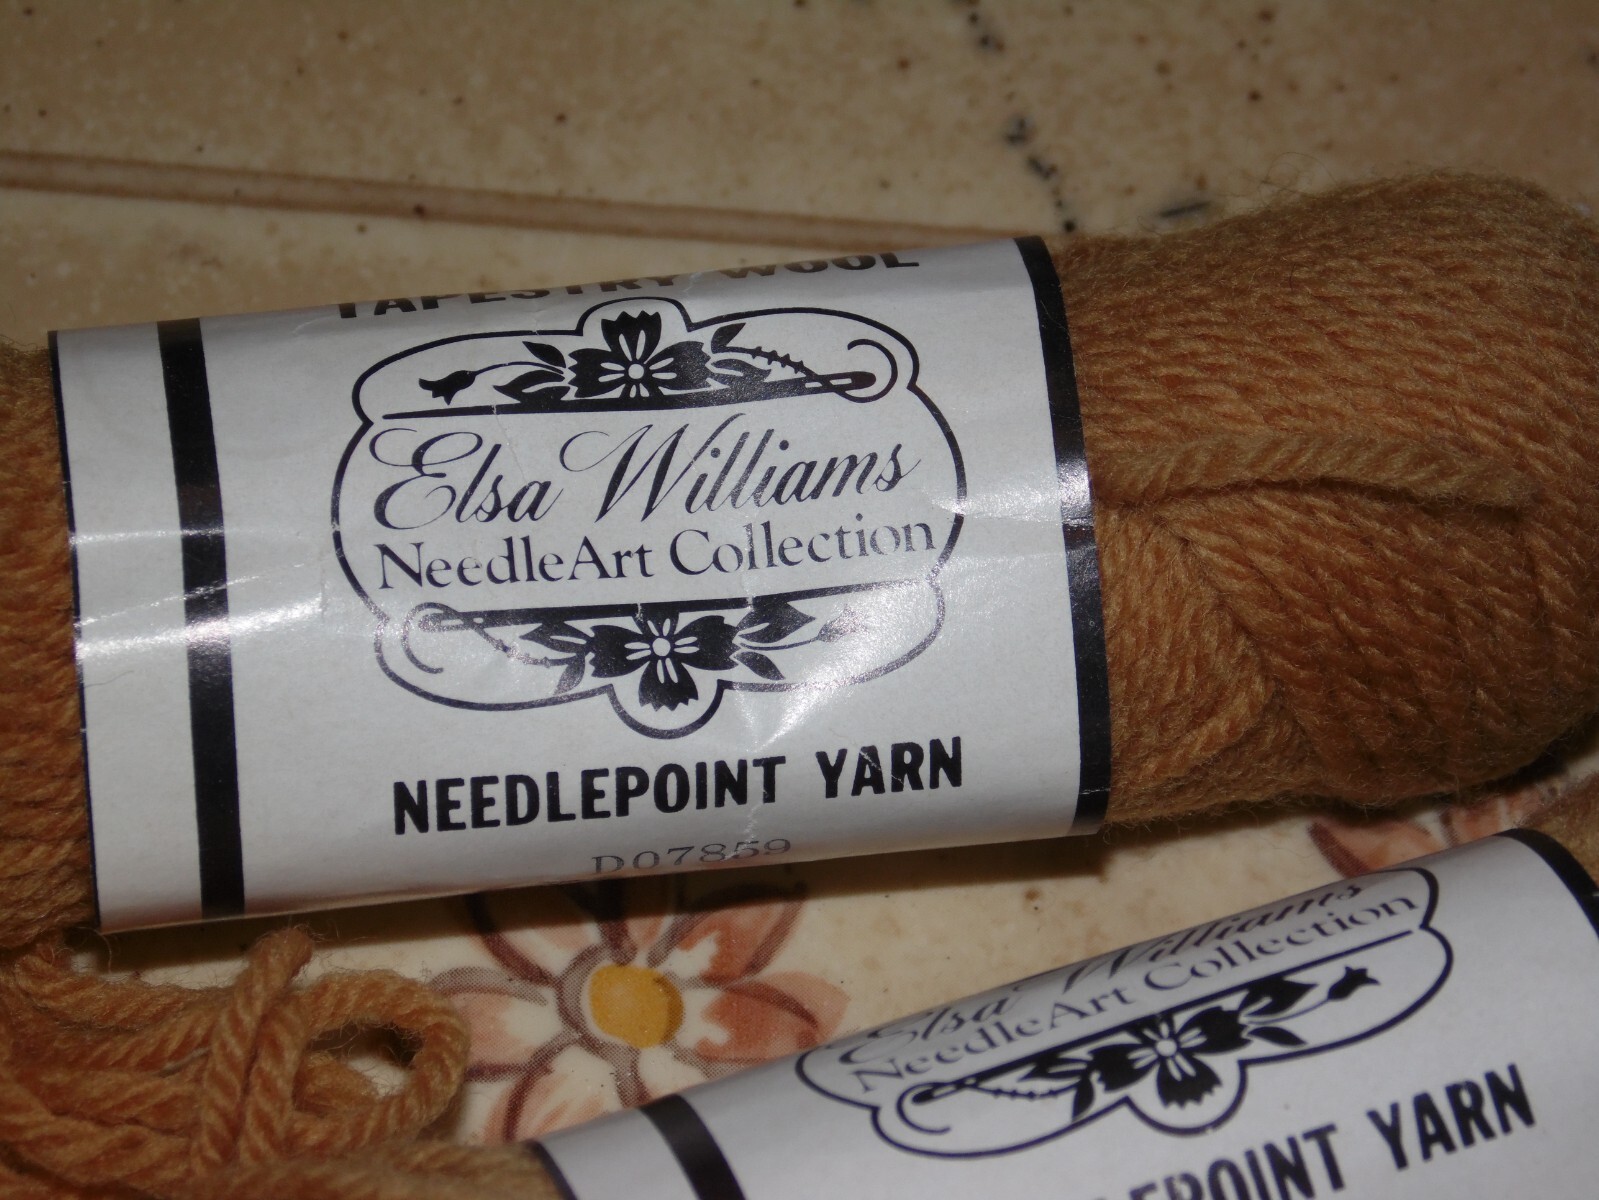 TAPESTRY WOOL
Elsa Williams
NeedleArt Collection
NEEDLEPOINT YARN
D07859
Elsa Williams
NeedleArt Collection
EPOINT YARN